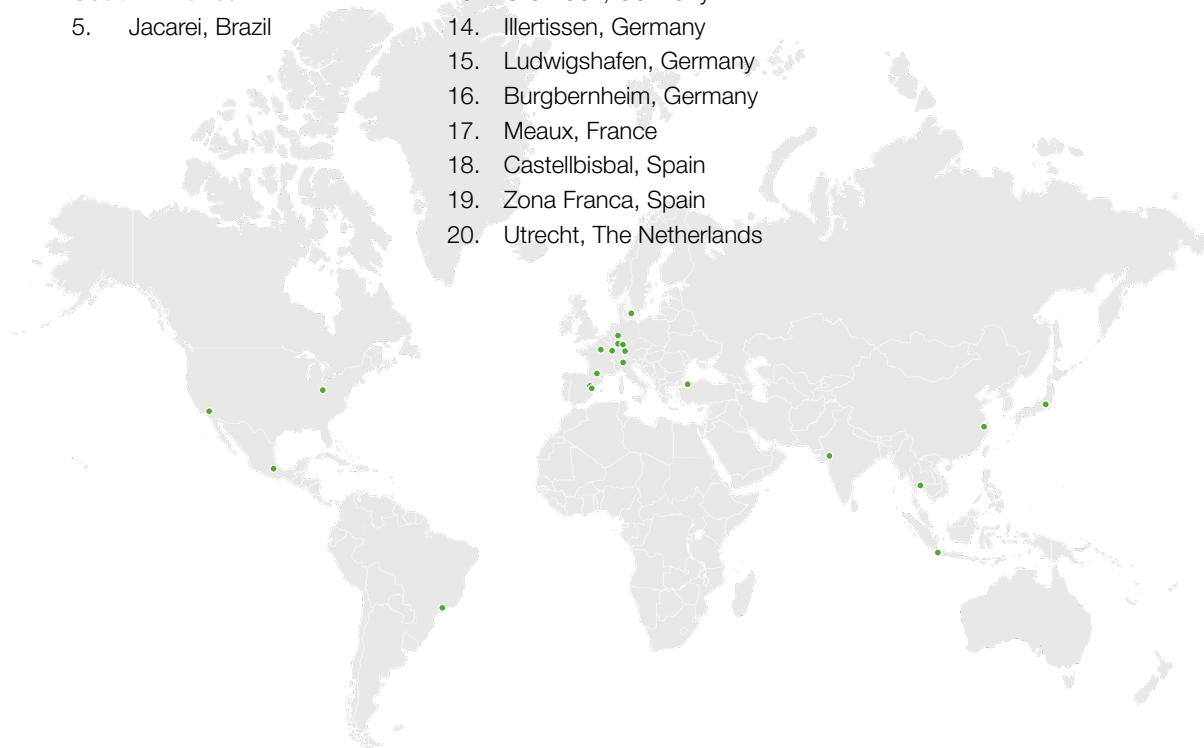 5. Jacarei, Brazil
14. Illertissen, Germany
15. Ludwigshafen, Germany
16. Burgbernheim, Germany
17. Meaux, France
18. Castellbisbal, Spain
19. Zona Franca, Spain
20. Utrecht, The Netherlands